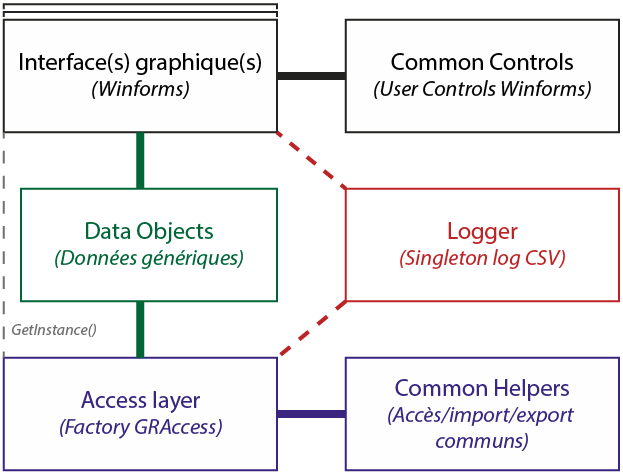 Interface(s) graphique(s)
(Winforms)
Common Controls
(User Controls Winforms)
Data Objects
(Données génériques)
Logger
(Singleton log CSV)
GetInstance()
Access layer
(Factory GRAccess)
Common Helpers
(Accès/import/export
communs)